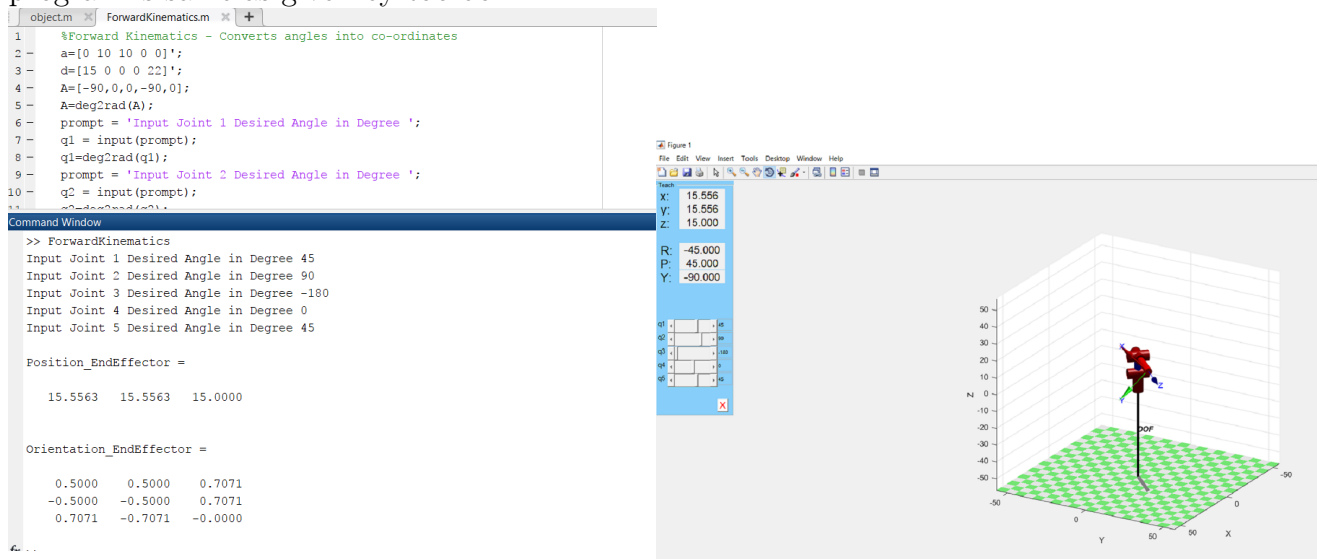 object.m ForwardKinematics.m
1 %Forward Kinematics - Converts angles into co-ordinates
2 - a=[0 10 10 0 0]';
3 - d=[15 0 0 0 22]';
4 - A=[-90,0,0,-90,0];
5 - A=deg2rad(A);
6 - prompt = 'Input Joint 1 Desired Angle in Degree ';
7 - q1 = input(prompt);
8 - q1=deg2rad(q1);
9 - prompt = 'Input Joint 2 Desired Angle in Degree ';
10 - q2 = input(prompt);
Command Window
>> ForwardKinematics
Input Joint 1 Desired Angle in Degree 45
Input Joint 2 Desired Angle in Degree 90
Input Joint 3 Desired Angle in Degree -180
Input Joint 4 Desired Angle in Degree 0
Input Joint 5 Desired Angle in Degree 45
Position_EndEffector =
15.5563 15.5563 15.0000
Orientation_EndEffector =
0.5000 0.5000 0.7071
-0.5000 -0.5000 0.7071
0.7071 -0.7071 -0.0000
Figure 1
File Edit View Insert Tools Desktop Window Help
Teach
x: 15.556
y: 15.556
z: 15.000
R: -45.000
P: 45.000
Y: -90.000
q1 45
q2 90
q3 -180
q4 0
q5 45
X
50
40
30
20
10
0
-10
-20
-30
-40
-50
Z
X
Z
Y
DOF
-50
0
50
Y
50
0
-50
X